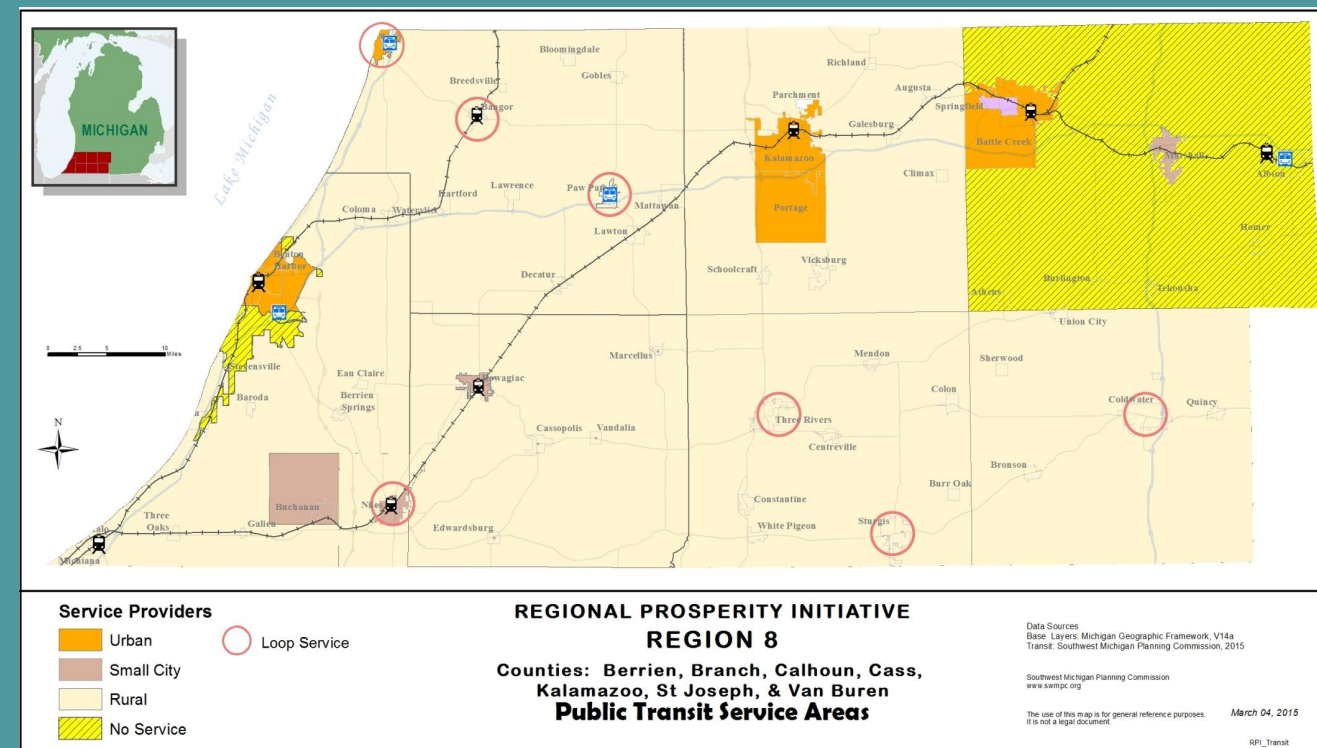 MICHIGAN
Lake Michigan
Bloomingdale
Gobles
Breedsville
Bangor
Richland
Augusta
Parchment
Springfield
Galesburg
Kalamazoo
Battle Creek
Marshall
Albion
Climax
Paw Paw
Lawrence
Hartford
Mattawan
Coloma
Watervliet
Lawton
Portage
Homer
Benton
Harbor
Decatur
Schoolcraft
Vicksburg
Athens
Burlington
Tekonsha
Union City
0 2.5 5 10
Miles
Stevensville
Eau Claire
Dowagiac
Marcellus
Mendon
Sherwood
Baroda
Berrien
Springs
Colon
Coldwater
Quincy
Cassopolis
Vandalia
Three Rivers
Centreville
N
Bronson
Burr Oak
Buchanan
Niles
Constantine
Three
Oaks
Galien
Edwardsburg
White Pigeon
Sturgis
Michiana
Service Providers
Urban
Loop Service
Small City
Rural
No Service
REGIONAL PROSPERITY INITIATIVE
REGION 8
Counties: Berrien, Branch, Calhoun, Cass,
Kalamazoo, St Joseph, & Van Buren
Public Transit Service Areas
Data Sources
Base Layers: Michigan Geographic Framework, V14a
Transit: Southwest Michigan Planning Commission, 2015
Southwest Michigan Planning Commission
www.swmpc.org
The use of this map is for general reference purposes.
It is not a legal document.
March 04, 2015
RPI_Transit